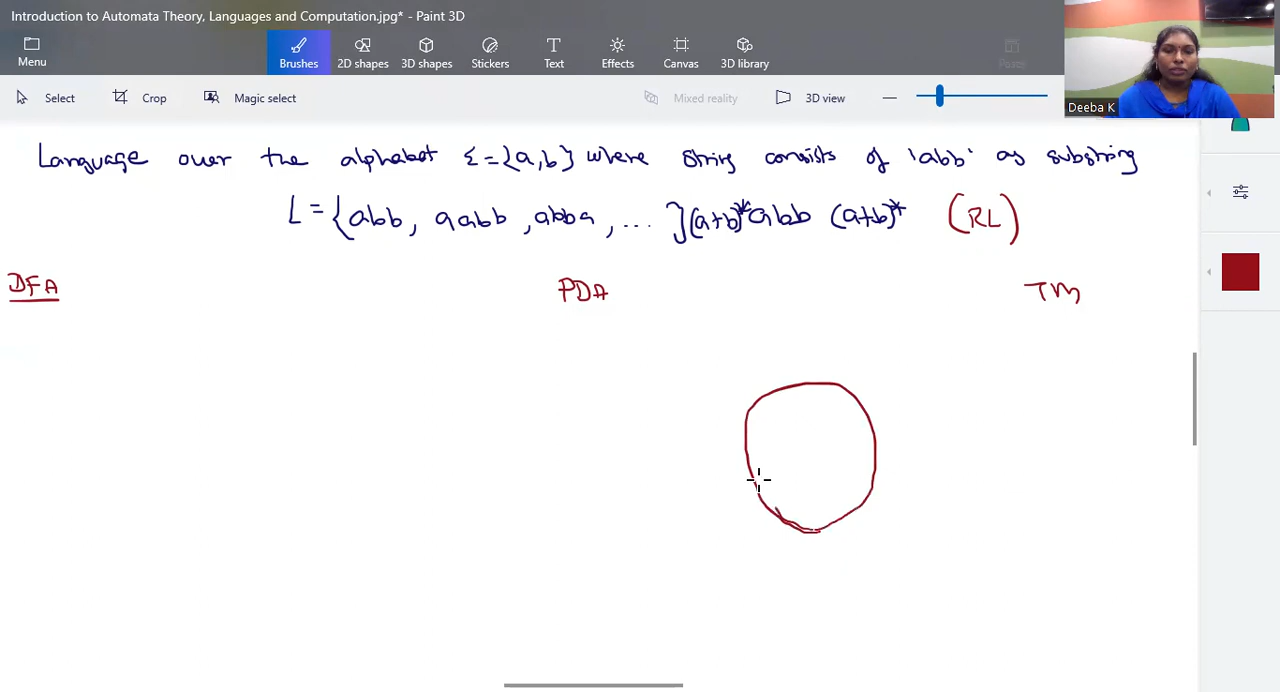 Introduction to Automata Theory, Languages and Computation.jpg* - Paint 3D
Menu
Brushes 2D shapes 3D shapes Stickers Text Effects Canvas 3D library Paste
Select Crop Magic select Mixed reality 3D view
Deeba K
Language over the alphabet Σ={a,b} where string consists of 'abb' as substring
L={abb, aabb, abba, ...}(a+b)*abb (a+b)* (RL)
DFA PDA TM